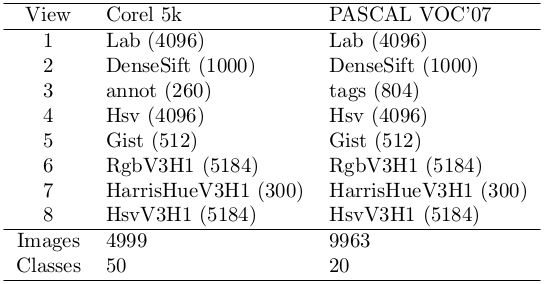 View Corel 5k PASCAL VOC'07
1 Lab (4096) Lab (4096)
2 DenseSift (1000) DenseSift (1000)
3 annot (260) tags (804)
4 Hsv (4096) Hsv (4096)
5 Gist (512) Gist (512)
6 RgbV3H1 (5184) RgbV3H1 (5184)
7 HarrisHueV3H1 (300) HarrisHueV3H1 (300)
8 HsvV3H1 (5184) HsvV3H1 (5184)
Images 4999 9963
Classes 50 20